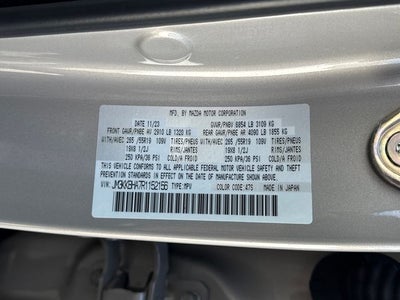 MFD. BY MAZDA MOTOR CORPORATION
DATE 11/23 GVWR/PNBV 6854 LB 3109 KG
FRONT GAWR/PNBE AV 2910 LB 1320 KG REAR GAWR/PNBE AR 4090 LB 1855 KG
WITH/AVEC 265 /55R19 109V WITH/AVEC 265 /55R19 109V
19X8 1/2J RIMS/JANTES 19X8 1/2J RIMS/JANTES
250 KPA/36 PSI COLD/A FROID 250 KPA/36 PSI COLD/A FROID
THIS VEHICLE CONFORMS TO ALL APPLICABLE FEDERAL MOTOR VEHICLE SAFETY AND THEFT
PREVENTION STANDARDS IN EFFECT ON THE DATE OF MANUFACTURE SHOWN ABOVE.
VIN: JM3KKEHA7R1152156 TYPE:MPV COLOR CODE:47S MADE IN JAPAN